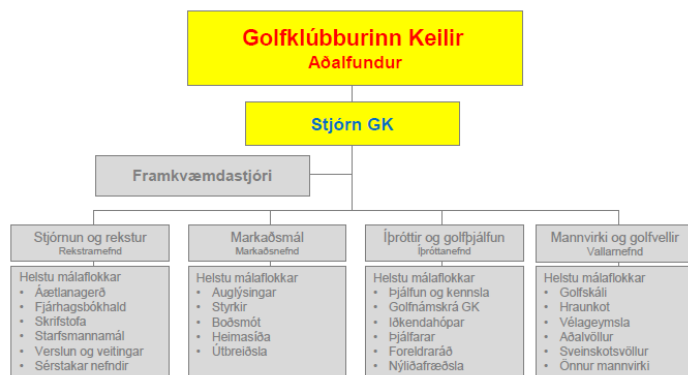 Golfklúbburinn Keilir
Aðalfundur
Stjórn GK
Framkvæmdastjóri
Stjórnun og rekstur
Rekstrarnefnd
Helstu málaflokkar
• Áætlanagerð
• Fjárhagsbókhald
• Skrifstofa
• Starfsmannamál
• Verslun og veitingar
• Sérstakar nefndir
Markaðsmál
Markaðsnefnd
Helstu málaflokkar
• Auglýsingar
• Styrkir
• Boðsmót
• Heimasíða
• Útbreiðsla
Íþróttir og golfþjálfun
Íþróttanefnd
Helstu málaflokkar
• Þjálfun og kennsla
• Golfnámskrá GK
• Iðkendahópar
• Þjálfarar
• Foreldraráð
• Nýliðafræðsla
Mannvirki og golfvellir
Vallarnefnd
Helstu málaflokkar
• Golfskáli
• Hraunkot
• Vélageymsla
• Aðalvöllur
• Sveinskotsvöllur
• Önnur mannvirki